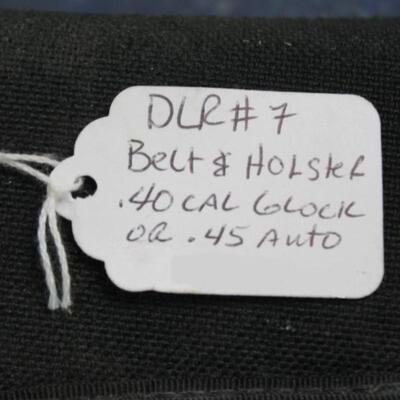 DLR#7
Belt & Holster
.40 CAL Glock
OR .45 AUTO